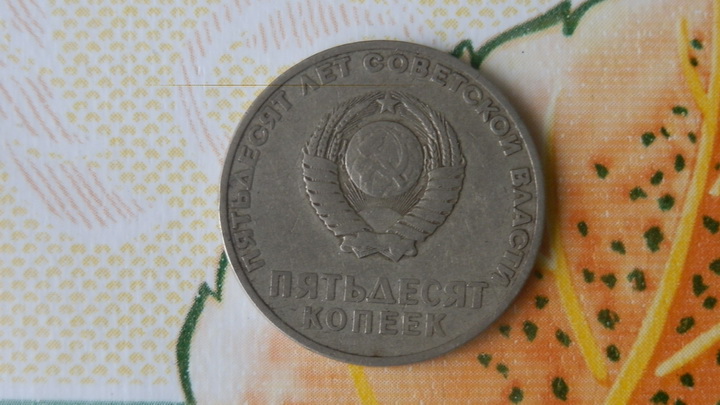 ПЯТЬДЕСЯТ ЛЕТ СОВЕТСКОЙ ВЛАСТИ
ПЯТЬДЕСЯТ
КОПЕЕК